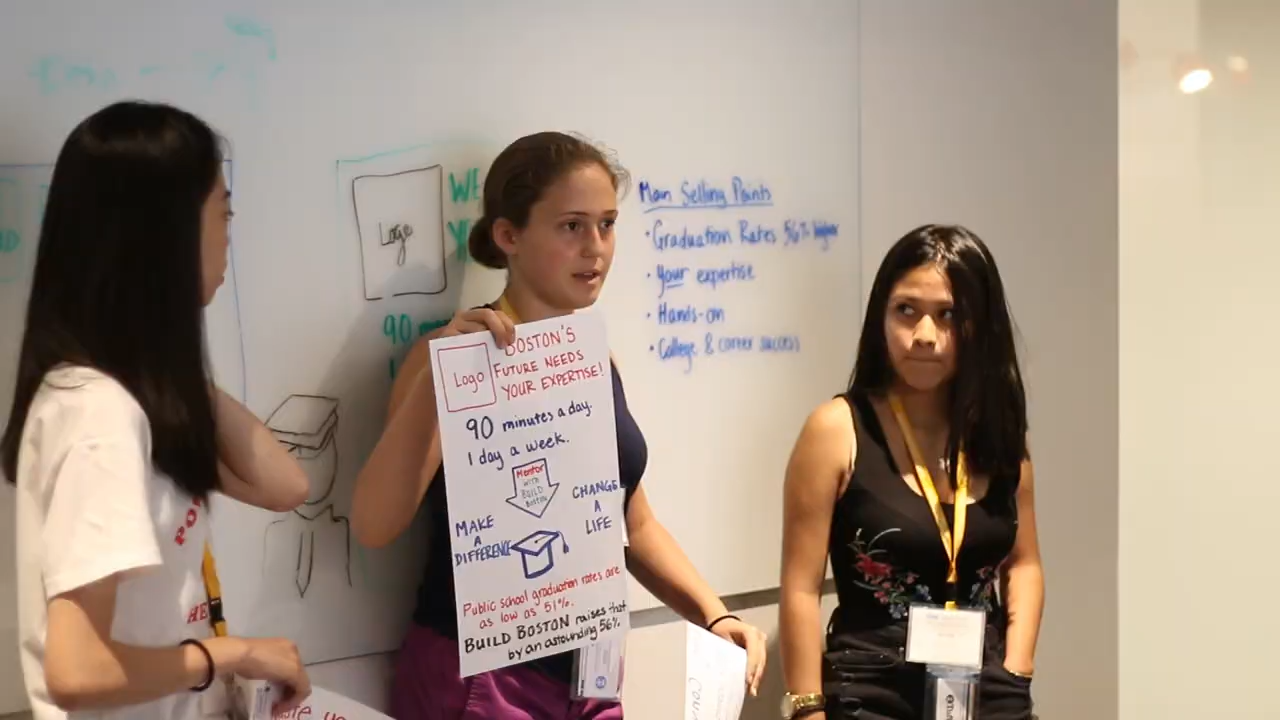 Logo
WE
90
Main Selling Points
• Graduation Rates 56% higher
• Your expertise
• Hands-on
• College & career success
Logo
BOSTON'S
FUTURE NEEDS
YOUR EXPERTISE!
90 minutes a day.
1 day a week.
Mentor
WITH
BUILD
BOSTON
MAKE
A
DIFFERENCE
CHANGE
A
LIFE
Public school graduation rates are
as low as 51%.
BUILD BOSTON raises that
by an astounding 56%.